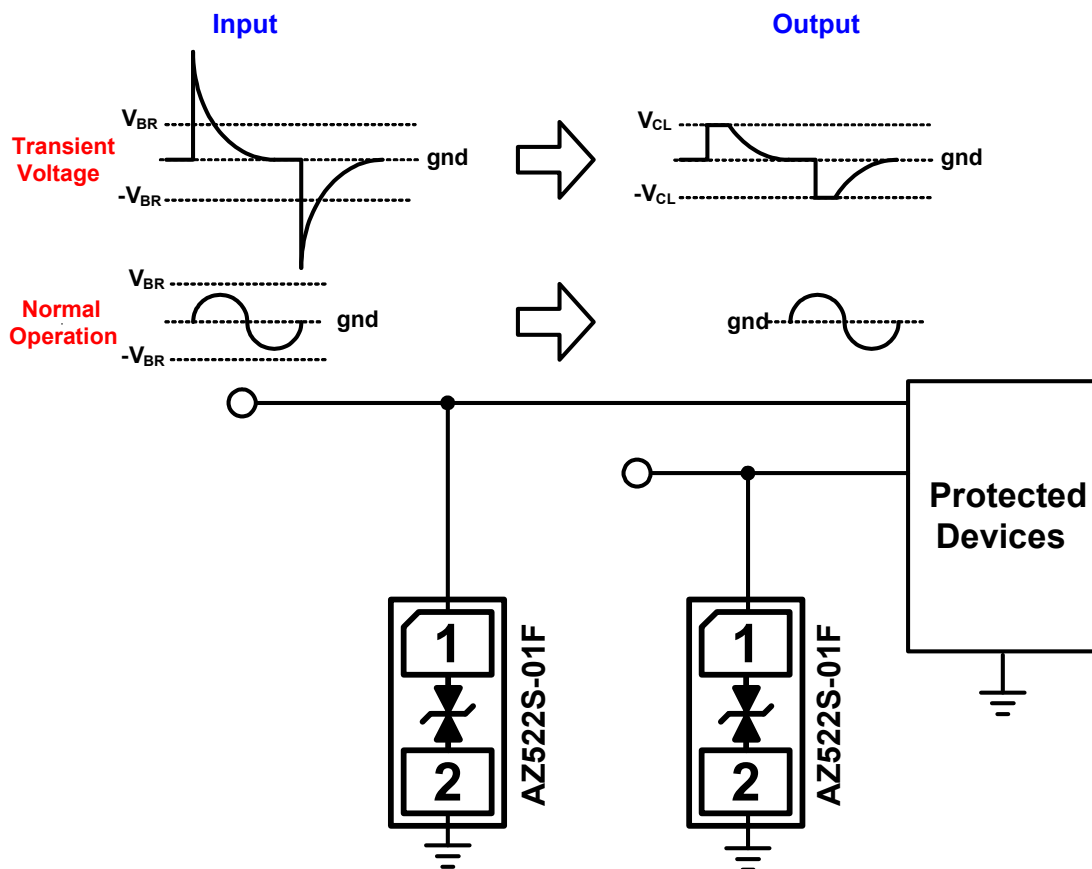 Input
Output
V_BR
Transient
Voltage
gnd
-V_BR
V_CL
gnd
-V_CL
V_BR
Normal
Operation
gnd
-V_BR
gnd
Protected
Devices
1
2
AZ522S-01F
1
2
AZ522S-01F